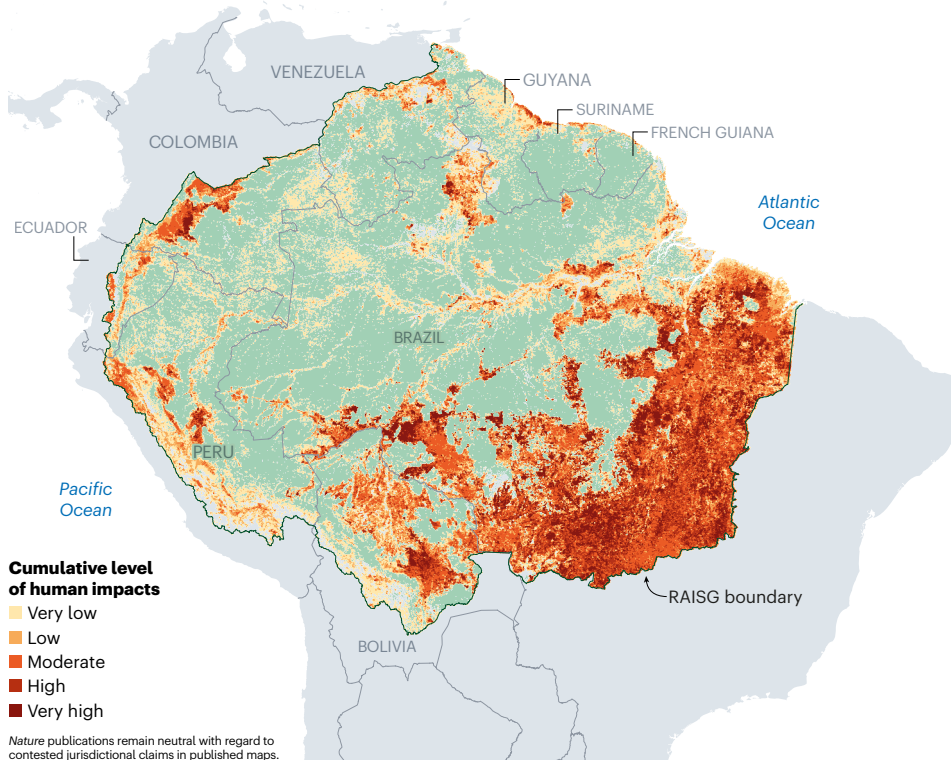 VENEZUELA
GUYANA
SURINAME
COLOMBIA
FRENCH GUIANA
Atlantic
Ocean
ECUADOR
BRAZIL
PERU
Pacific
Ocean
Cumulative level
of human impacts
Very low
Low
Moderate
High
Very high
RAISG boundary
BOLIVIA
Nature publications remain neutral with regard to
contested jurisdictional claims in published maps.